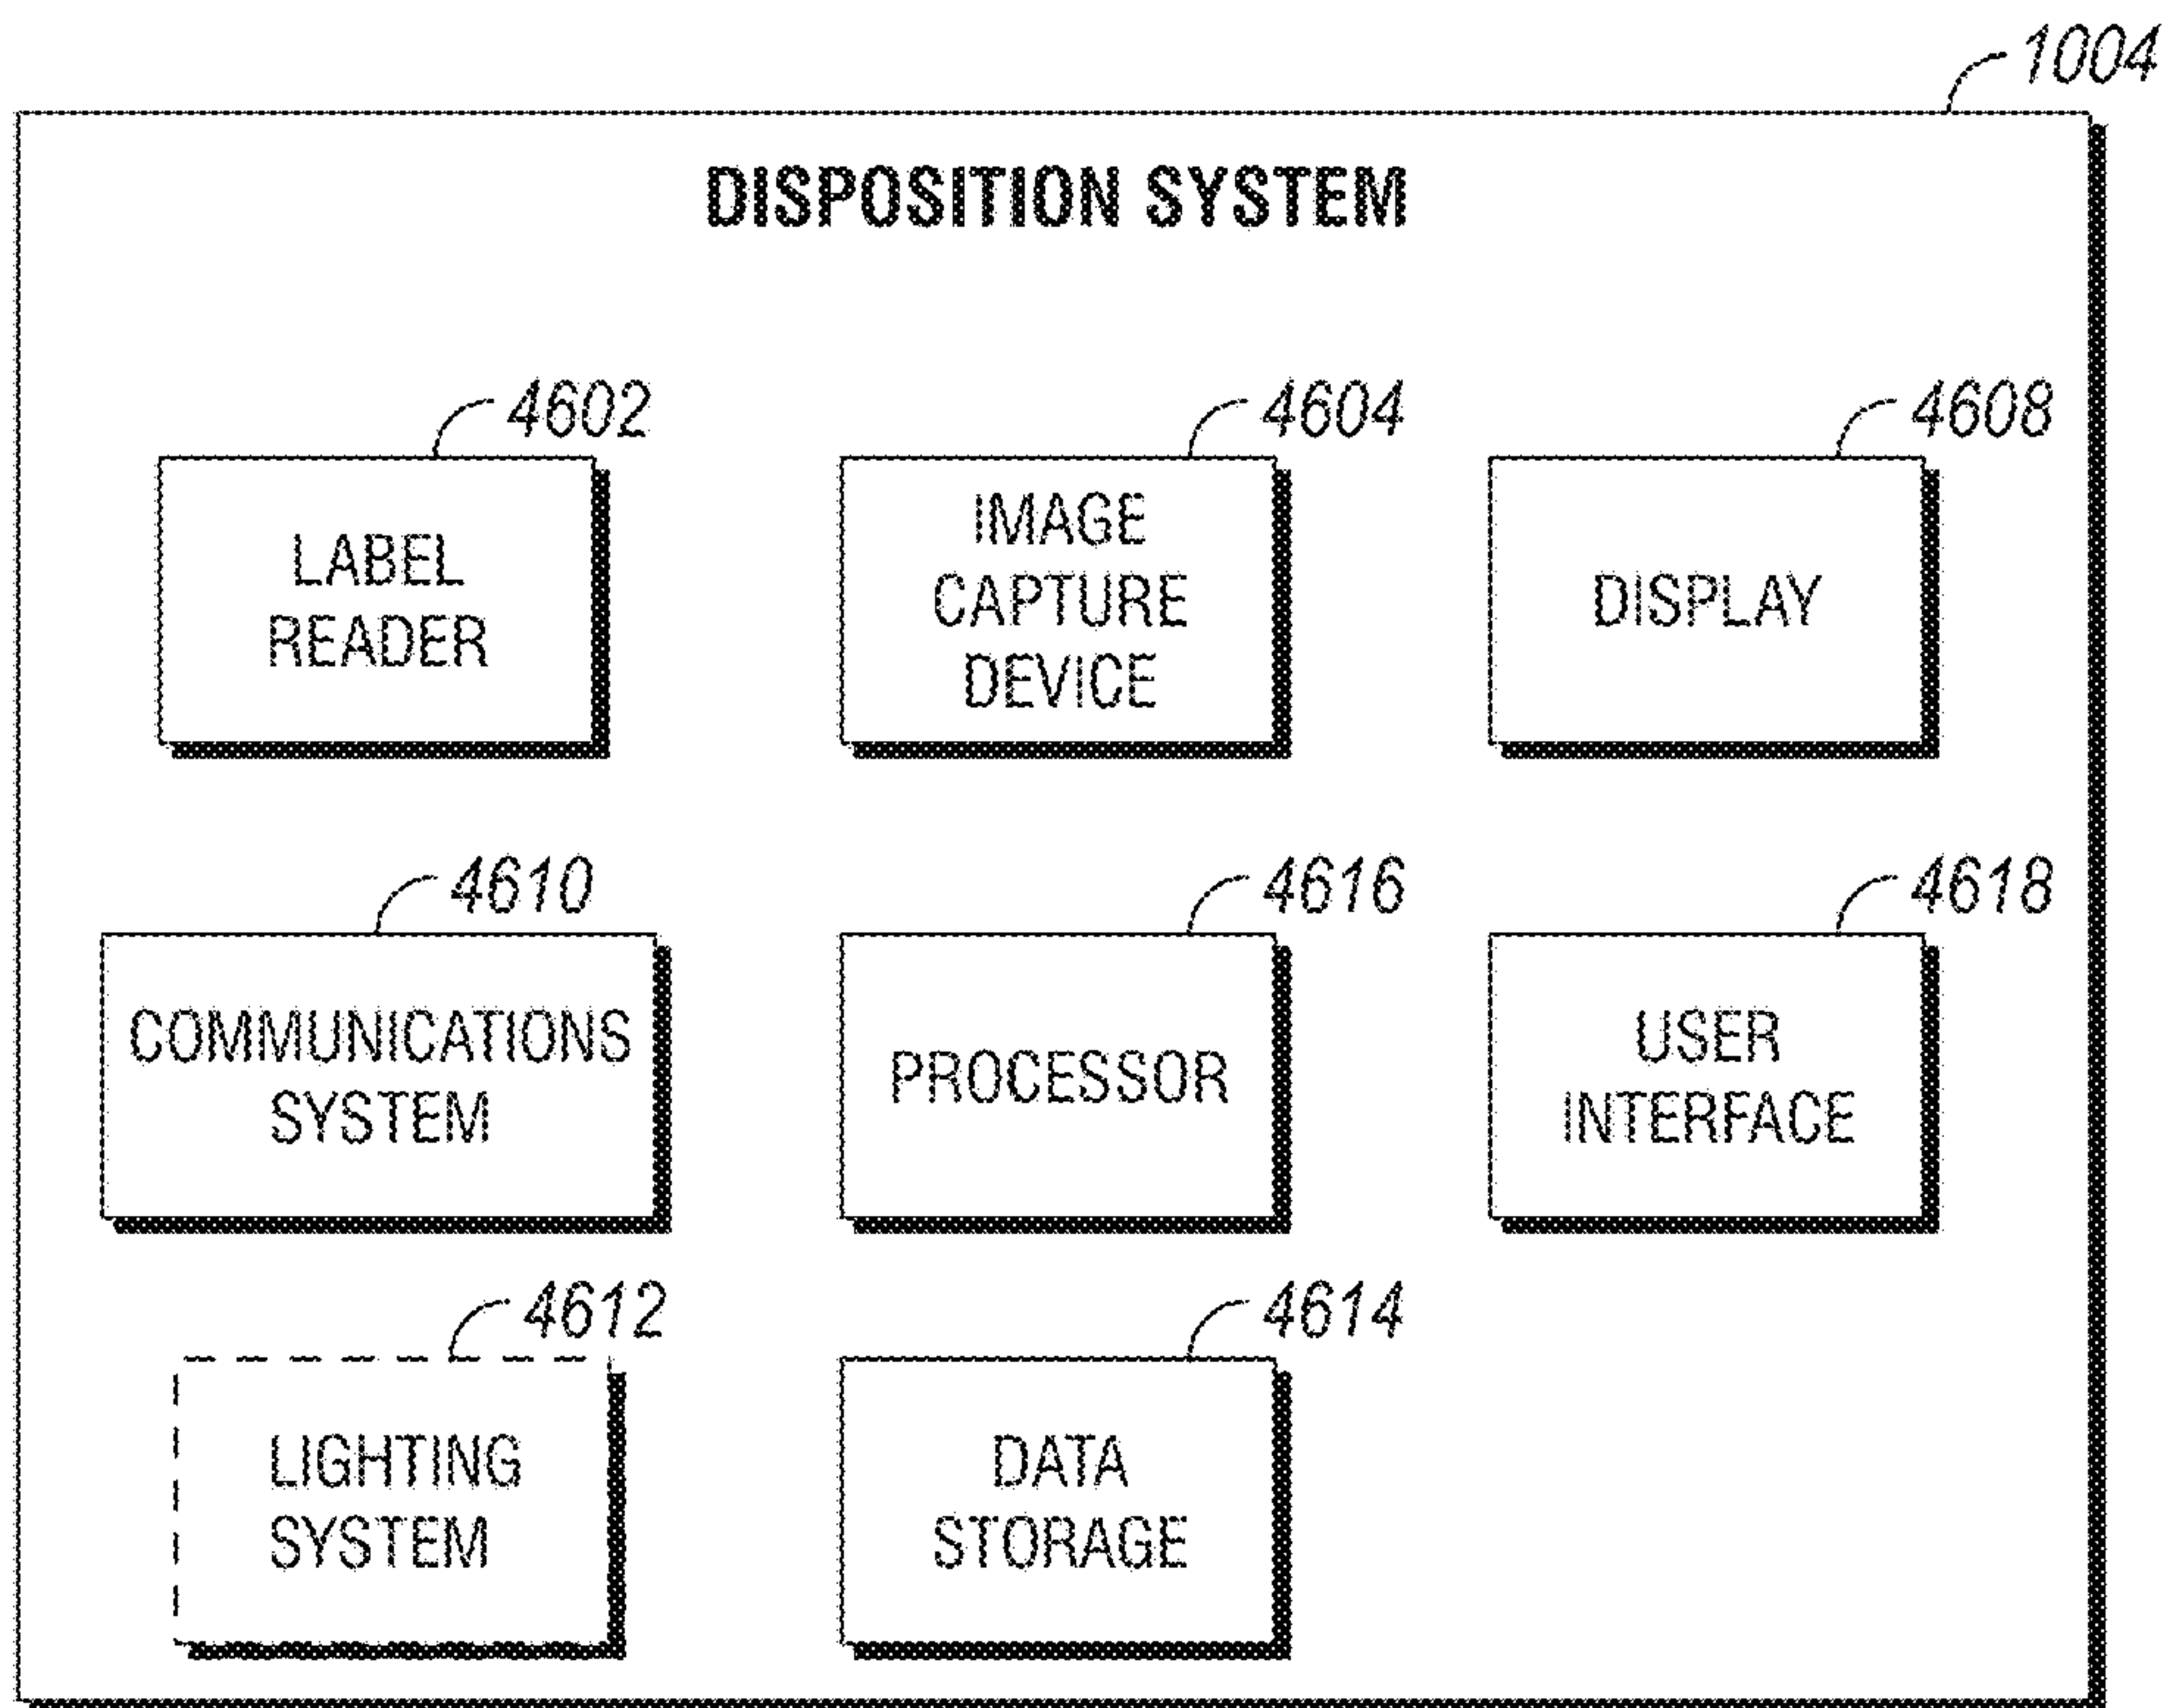 1004
DISPOSITION SYSTEM
4602
LABEL
READER
4604
IMAGE
CAPTURE
DEVICE
4608
DISPLAY
4610
COMMUNICATIONS
SYSTEM
4616
PROCESSOR
4618
USER
INTERFACE
4612
LIGHTING
SYSTEM
4614
DATA
STORAGE